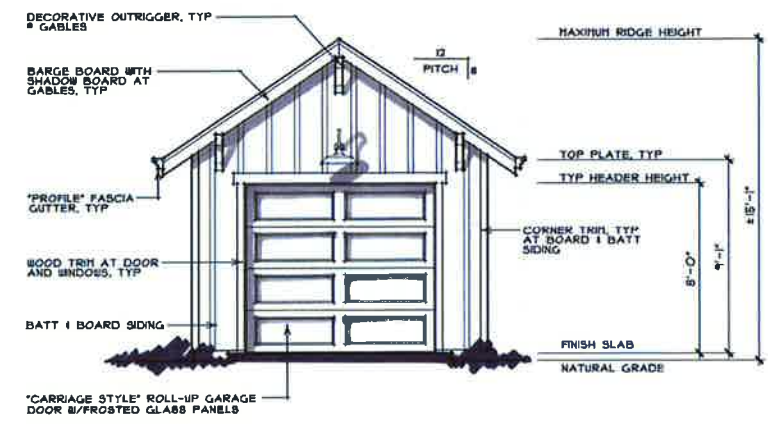 DECORATIVE OUTRIGGER, TYP
@ GABLES
BARGE BOARD WITH
SHADOW BOARD AT
GABLES, TYP
"PROFILE" FASCIA
GUTTER, TYP
WOOD TRIM AT DOOR
AND WINDOWS, TYP
BATT & BOARD SIDING
"CARRIAGE STYLE" ROLL-UP GARAGE
DOOR W/FROSTED GLASS PANELS
12
PITCH 8
MAXIMUM RIDGE HEIGHT
TOP PLATE, TYP
TYP HEADER HEIGHT
CORNER TRIM, TYP
AT BOARD & BATT
SIDING
8'-0"
9'-1"
±15'-1"
FINISH SLAB
NATURAL GRADE